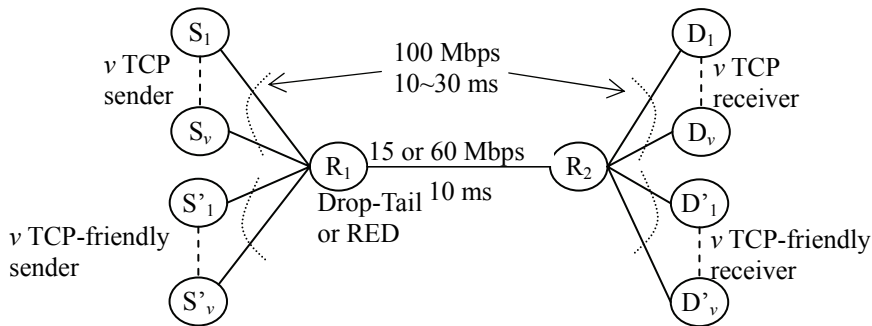 S1
v TCP
sender
Sv
S'1
v TCP-friendly
sender
S'v
100 Mbps
10~30 ms
R1
15 or 60 Mbps
10 ms
Drop-Tail
or RED
R2
D1
v TCP
receiver
Dv
D'1
v TCP-friendly
receiver
D'v